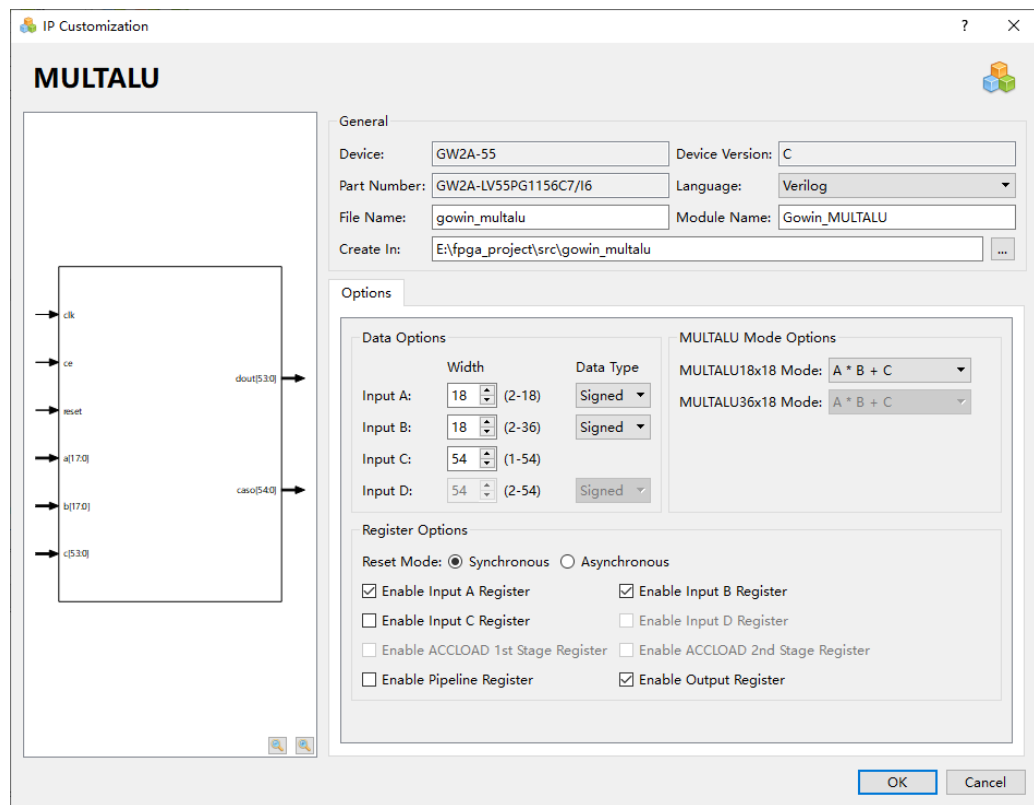 IP Customization
?
MULTALU
clk
ce
reset
a[17:0]
b[17:0]
c[53:0]
dout[53:0]
caso[54:0]
General
Device: GW2A-55 Device Version: C
Part Number: GW2A-LV55PG1156C7/I6 Language: Verilog
File Name: gowin_multalu Module Name: Gowin_MULTALU
Create In: E:\fpga_project\src\gowin_multalu ...
Options
Data Options
Width Data Type
Input A: 18 (2-18) Signed
Input B: 18 (2-36) Signed
Input C: 54 (1-54)
Input D: 54 (2-54) Signed
MULTALU Mode Options
MULTALU18x18 Mode: A * B + C
MULTALU36x18 Mode: A * B + C
Register Options
Reset Mode: Synchronous Asynchronous
Enable Input A Register Enable Input B Register
Enable Input C Register Enable Input D Register
Enable ACCLOAD 1st Stage Register Enable ACCLOAD 2nd Stage Register
Enable Pipeline Register Enable Output Register
OK Cancel